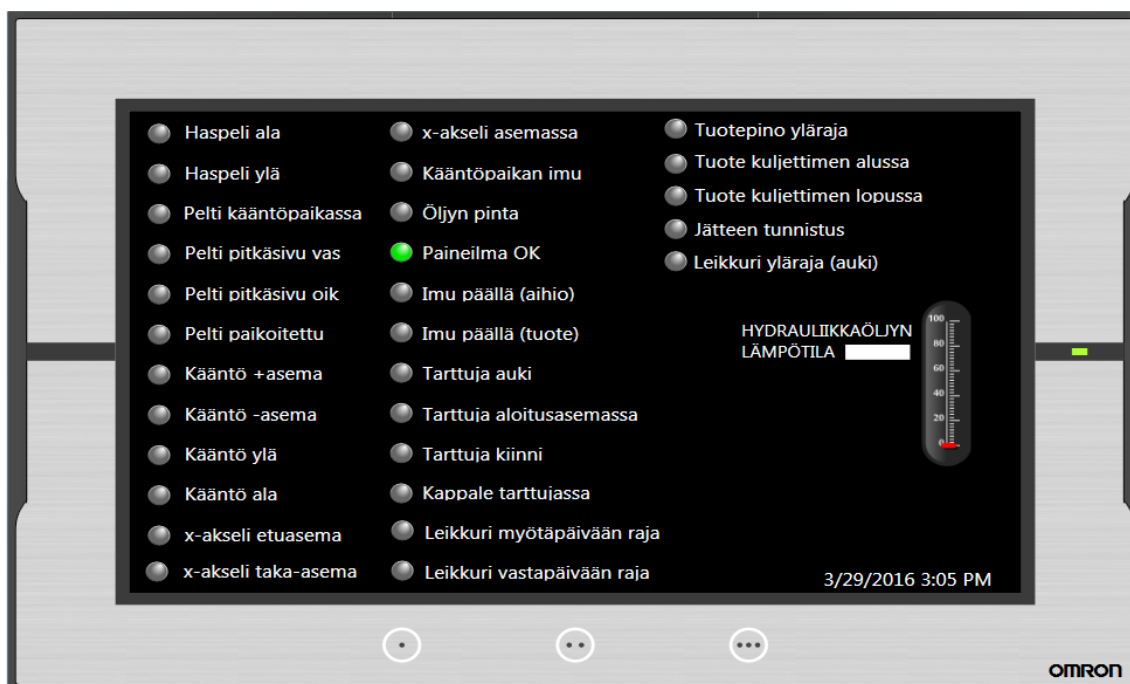 Haspeli ala
Haspeli ylä
Pelti kääntöpaikassa
Pelti pitkäsivu vas
Pelti pitkäsivu oik
Pelti paikoitettu
Kääntö +asema
Kääntö -asema
Kääntö ylä
Kääntö ala
x-akseli etuasema
x-akseli taka-asema
x-akseli asemassa
Kääntöpaikan imu
Öljyn pinta
Paineilma OK
Imu päällä (aihio)
Imu päällä (tuote)
Tarttuja auki
Tarttuja aloitusasemassa
Tarttuja kiinni
Kappale tarttujassa
Leikkuri myötäpäivään raja
Leikkuri vastapäivään raja
Tuotepino yläraja
Tuote kuljettimen alussa
Tuote kuljettimen lopussa
Jätteen tunnistus
Leikkuri yläraja (auki)
HYDRAULIIKKAÖLJYN
LÄMPÖTILA
100
80
60
40
20
0
3/29/2016 3:05 PM
OMRON